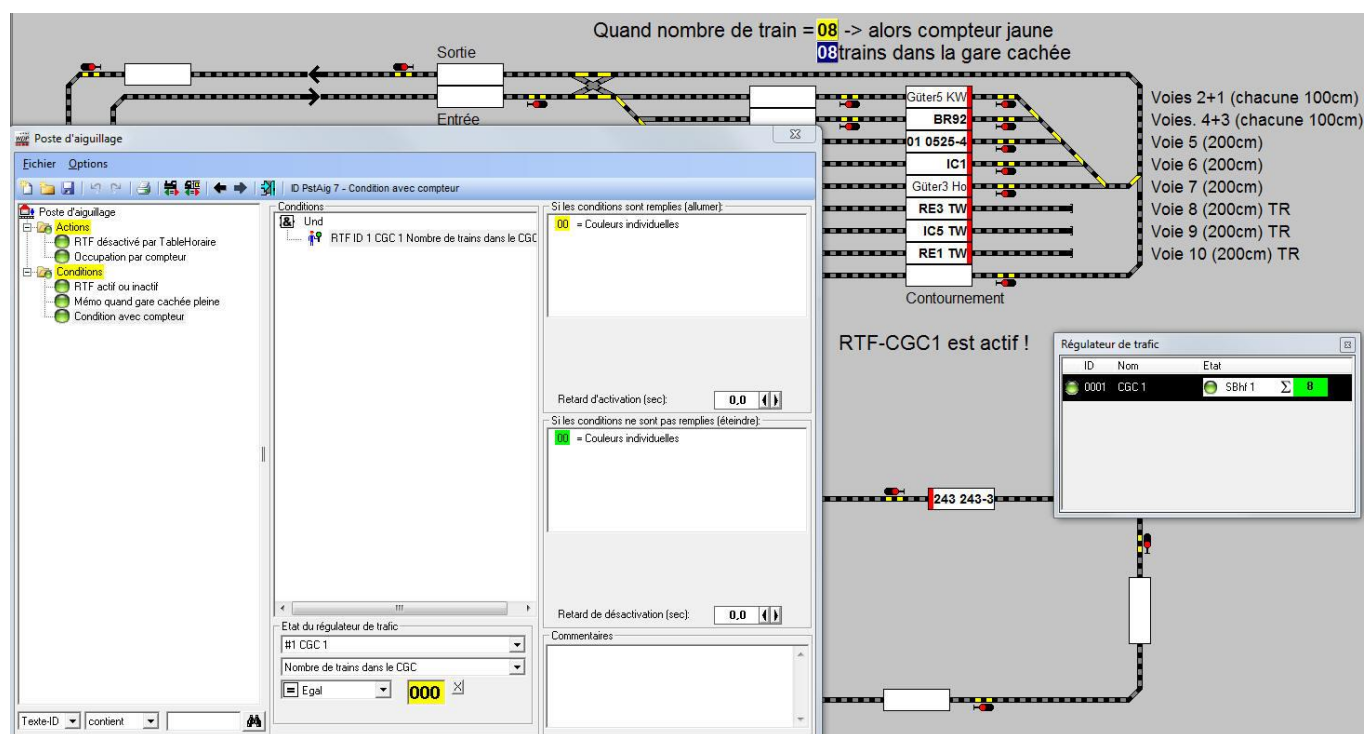 Quand nombre de train = 08 -> alors compteur jaune
08 trains dans la gare cachée
Sortie
Entrée
Güter5 KW
BR92
01 0525-4
IC1
Güter3 Ho
RE3 TW
IC5 TW
RE1 TW
Contournement
Voies 2+1 (chacune 100cm)
Voies. 4+3 (chacune 100cm)
Voie 5 (200cm)
Voie 6 (200cm)
Voie 7 (200cm)
Voie 8 (200cm) TR
Voie 9 (200cm) TR
Voie 10 (200cm) TR
Poste d'aiguillage
Fichier Options
ID PstAig 7 - Condition avec compteur
Poste d'aiguillage
Actions
RTF désactivé par TableHoraire
Occupation par compteur
Conditions
RTF actif ou inactif
Mémo quand gare cachée pleine
Condition avec compteur
Texte-ID contient
Conditions
& Und
RTF ID 1 CGC 1 Nombre de trains dans le CGC
Etat du régulateur de trafic
#1 CGC 1
Nombre de trains dans le CGC
= Egal 000
Si les conditions sont remplies (allumer):
00 = Couleurs individuelles
Retard d'activation (sec): 0,0
Si les conditions ne sont pas remplies (éteindre):
00 = Couleurs individuelles
Retard de désactivation (sec): 0,0
Commentaires
RTF-CGC1 est actif !
Régulateur de trafic
ID Nom Etat
0001 CGC 1 SBhf 1 Σ 8
243 243-3